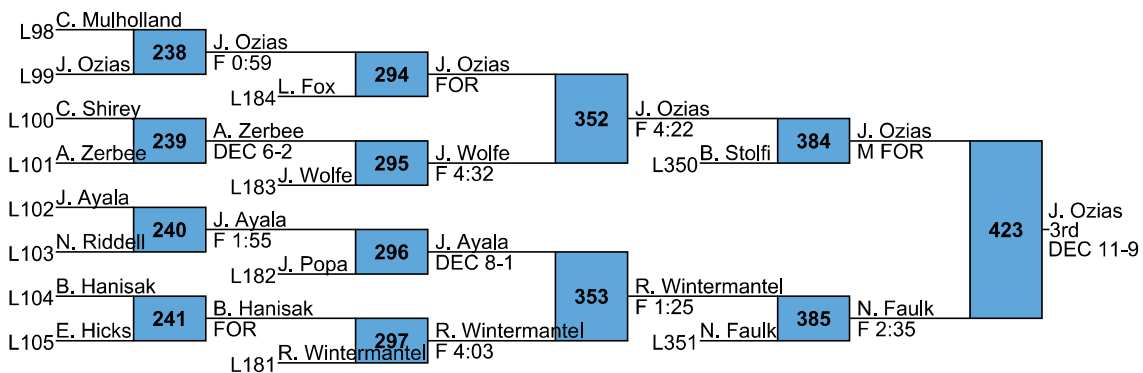 L98 C. Mulholland
238
L99 J. Ozias
J. Ozias
F 0:59
294
L184 L. Fox
J. Ozias
FOR
L100 C. Shirey
239
L101 A. Zerbee
A. Zerbee
DEC 6-2
295
L183 J. Wolfe
J. Wolfe
F 4:32
352
J. Ozias
F 4:22
384
L350 B. Stolfi
J. Ozias
M FOR
L102 J. Ayala
240
L103 N. Riddell
J. Ayala
F 1:55
296
L182 J. Popa
J. Ayala
DEC 8-1
L104 B. Hanisak
241
L105 E. Hicks
B. Hanisak
FOR
297
L181 R. Wintermantel
R. Wintermantel
F 4:03
353
R. Wintermantel
F 1:25
385
L351 N. Faulk
N. Faulk
F 2:35
423
J. Ozias
3rd
DEC 11-9